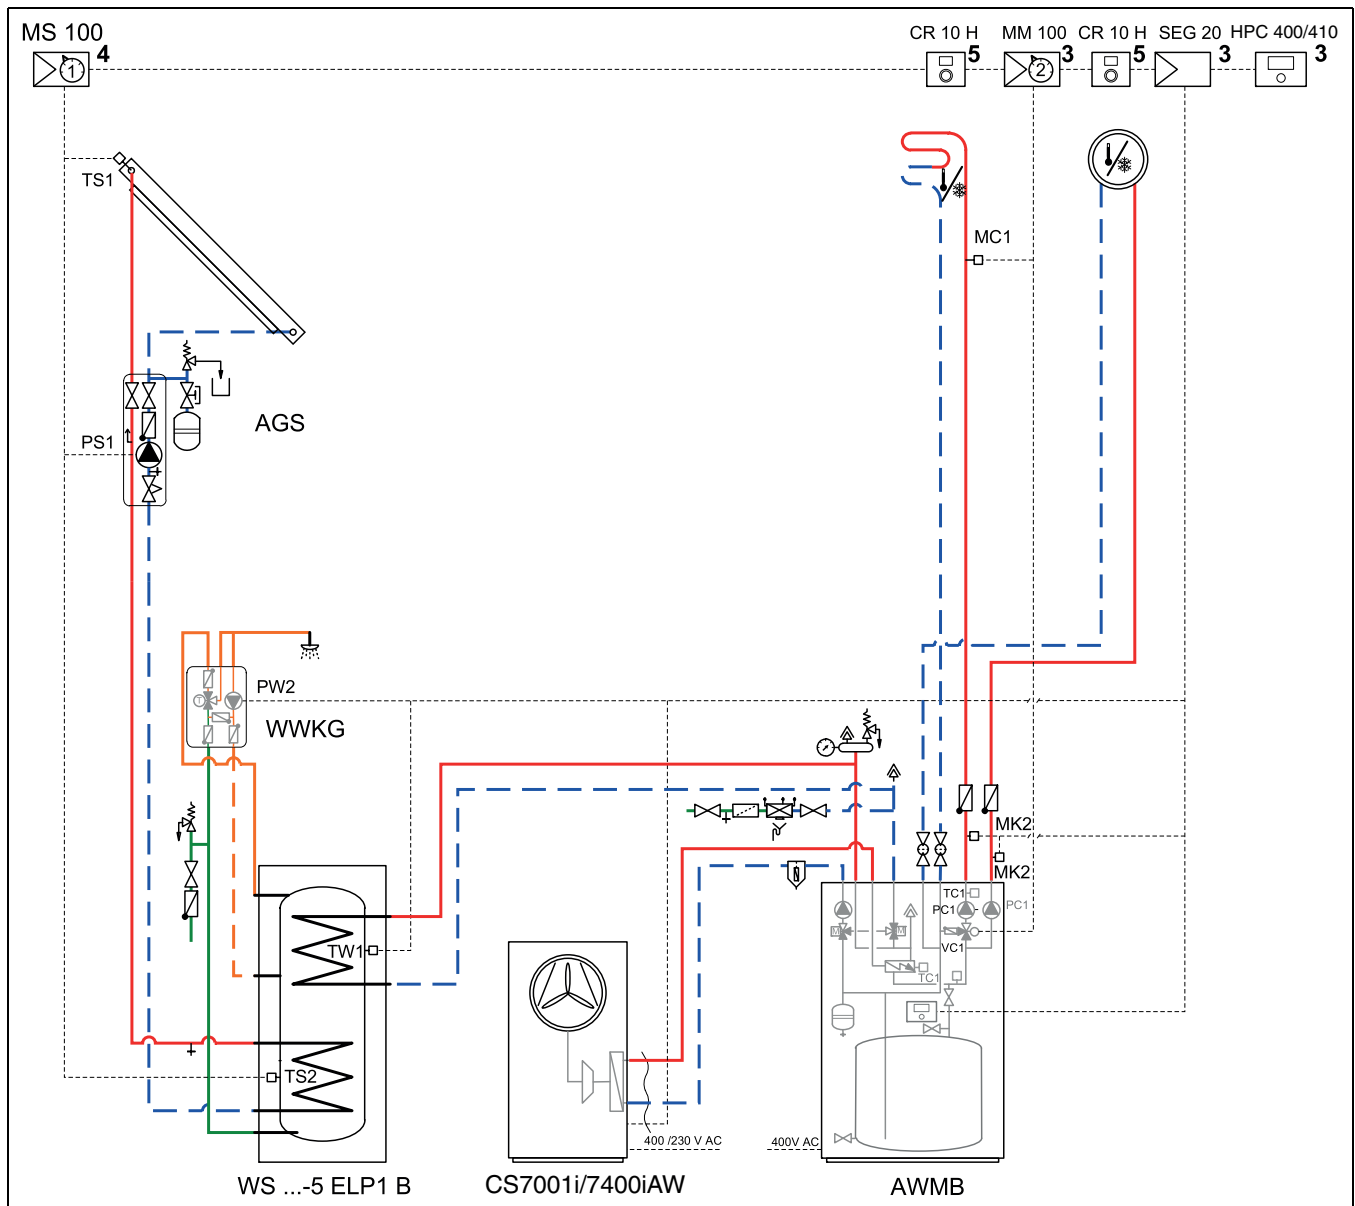 MS 100
4
1
CR 10 H
5
MM 100
3
2
CR 10 H
5
SEG 20
3
HPC 400/410
3
TS1
MC1
AGS
PS1
PW2
T
WWKG
MK2
MK2
TC1
PC1
PC1
M
M
VC1
TW1
TC1
TS2
400 /230 V AC
400V AC
WS ...-5 ELP1 B
CS7001i/7400iAW
AWMB